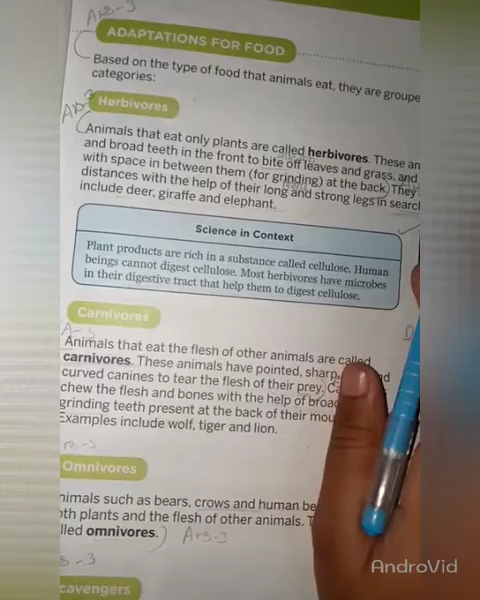 Ans-3
ADAPTATIONS FOR FOOD
Based on the type of food that animals eat, they are groupe
categories:
Herbivores
Animals that eat only plants are called herbivores. These an
and broad teeth in the front to bite off leaves and grass, and
with space in between them (for grinding) at the back. They
distances with the help of their long and strong legs in searc
include deer, giraffe and elephant.
Science in Context
Plant products are rich in a substance called cellulose. Human
beings cannot digest cellulose. Most herbivores have microbes
in their digestive tract that help them to digest cellulose.
Carnivores
A-3
Animals that eat the flesh of other animals are called
carnivores. These animals have pointed, sharp,
curved canines to tear the flesh of their prey.
chew the flesh and bones with the help of broa
grinding teeth present at the back of their mou
Examples include wolf, tiger and lion.
Omnivores
nimals such as bears, crows and human be
oth plants and the flesh of other animals. T
lled omnivores. Ans-3
cavengers
AndroVid